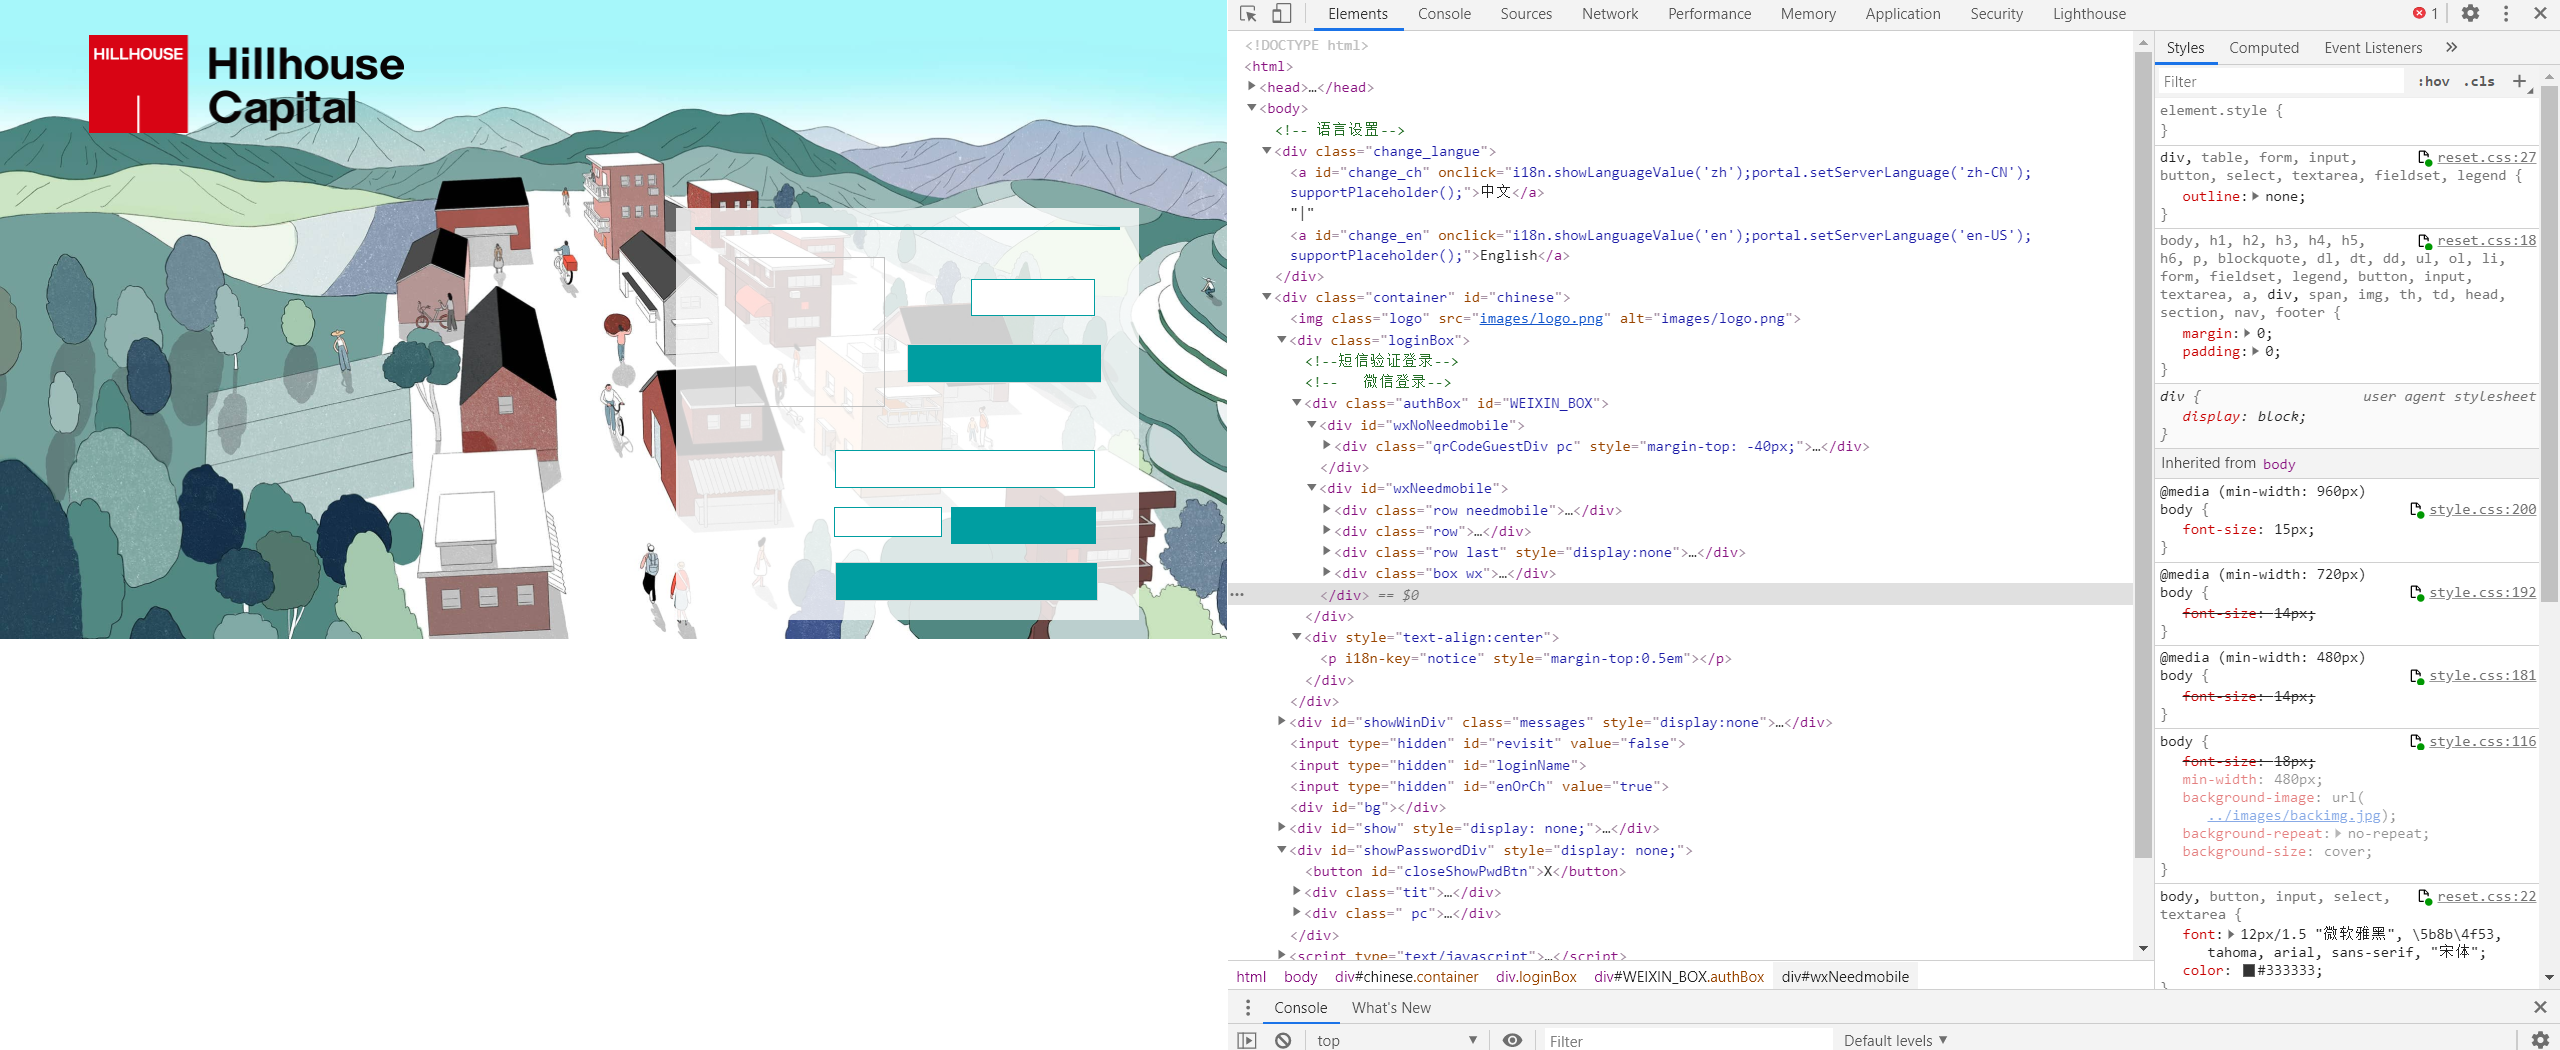 HILLHOUSE
Hillhouse
Capital
Elements Console Sources Network Performance Memory Application Security Lighthouse 1
<!DOCTYPE html>
<html>
<head>…</head>
<body>
<!-- 语言设置-->
<div class="change_langue">
<a id="change_ch" onclick="i18n.showLanguageValue('zh');portal.setServerLanguage('zh-CN');
supportPlaceholder();">中文</a>
"|"
<a id="change_en" onclick="i18n.showLanguageValue('en');portal.setServerLanguage('en-US');
supportPlaceholder();">English</a>
</div>
<div class="container" id="chinese">
<img class="logo" src="images/logo.png" alt="images/logo.png">
<div class="loginBox">
<!--短信验证登录-->
<!-- 微信登录-->
<div class="authBox" id="WEIXIN_BOX">
<div id="wxNoNeedmobile">
<div class="qrCodeGuestDiv pc" style="margin-top: -40px;">…</div>
</div>
<div id="wxNeedmobile">
<div class="row needmobile">…</div>
<div class="row">…</div>
<div class="row last" style="display:none">…</div>
<div class="box wx">…</div>
</div> == $0
</div>
<div style="text-align:center">
<p i18n-key="notice" style="margin-top:0.5em"></p>
</div>
</div>
<div id="showWinDiv" class="messages" style="display:none">…</div>
<input type="hidden" id="revisit" value="false">
<input type="hidden" id="loginName">
<input type="hidden" id="enOrCh" value="true">
<div id="bg"></div>
<div id="show" style="display: none;">…</div>
<div id="showPasswordDiv" style="display: none;">
<button id="closeShowPwdBtn">X</button>
<div class="tit">…</div>
<div class=" pc">…</div>
</div>
<script type="text/javascript">…</script>
html body div#chinese.container div.loginBox div#WEIXIN_BOX.authBox div#wxNeedmobile
Console What's New
top Filter Default levels
Styles Computed Event Listeners »
Filter :hov .cls +
element.style {
}
div, table, form, input, reset.css:27
button, select, textarea, fieldset, legend {
outline: none;
}
body, h1, h2, h3, h4, h5, reset.css:18
h6, p, blockquote, dl, dt, dd, ul, ol, li,
form, fieldset, legend, button, input,
textarea, a, div, span, img, th, td, head,
section, nav, footer {
margin: 0;
padding: 0;
}
div { user agent stylesheet
display: block;
}
Inherited from body
@media (min-width: 960px)
body { style.css:200
font-size: 15px;
}
@media (min-width: 720px)
body { style.css:192
font-size: 14px;
}
@media (min-width: 480px)
body { style.css:181
font-size: 14px;
}
body { style.css:116
font-size: 18px;
min-width: 480px;
background-image: url(
../images/backimg.jpg);
background-repeat: no-repeat;
background-size: cover;
}
body, button, input, select, reset.css:22
textarea {
font: 12px/1.5 "微软雅黑", \5b8b\4f53,
tahoma, arial, sans-serif, "宋体";
color: #333333;
}